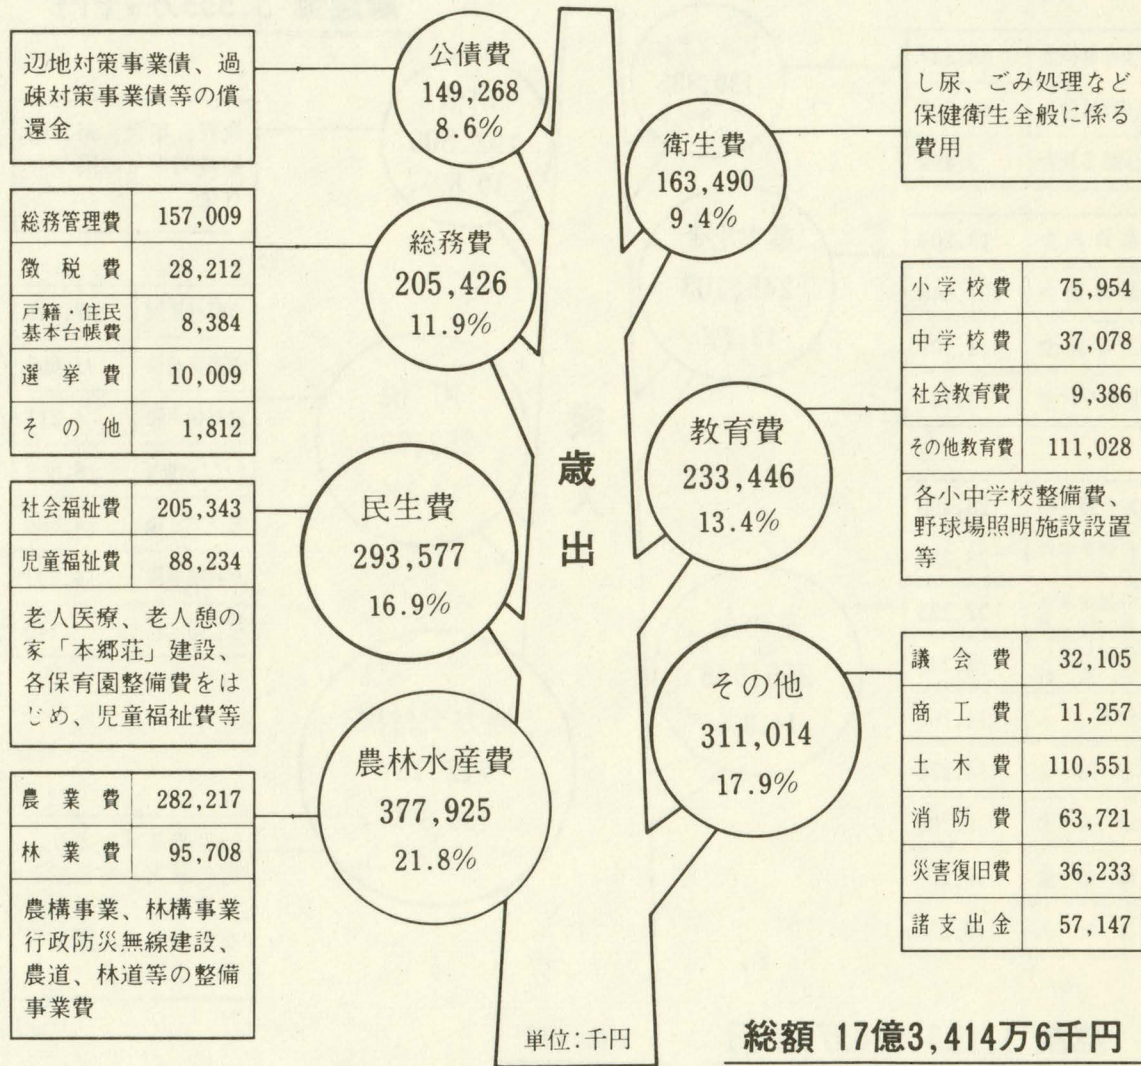 辺地対策事業債、過
疎対策事業債等の償
還金
公債費
149,268
8.6%
総務管理費 157,009
徴税費 28,212
戸籍・住民
基本台帳費 8,384
選挙費 10,009
その他 1,812
総務費
205,426
11.9%
社会福祉費 205,343
児童福祉費 88,234
老人医療、老人憩の
家「本郷荘」建設、
各保育園整備費をは
じめ、児童福祉費等
民生費
293,577
16.9%
農業費 282,217
林業費 95,708
農構事業、林構事業
行政防災無線建設、
農道、林道等の整備
事業費
農林水産費
377,925
21.8%
歳出
衛生費
163,490
9.4%
し尿、ごみ処理など
保健衛生全般に係る
費用
教育費
233,446
13.4%
小学校費 75,954
中学校費 37,078
社会教育費 9,386
その他教育費 111,028
各小中学校整備費、
野球場照明施設設置
等
その他
311,014
17.9%
議会費 32,105
商工費 11,257
土木費 110,551
消防費 63,721
災害復旧費 36,233
諸支出金 57,147
単位:千円
総額 17億3,414万6千円